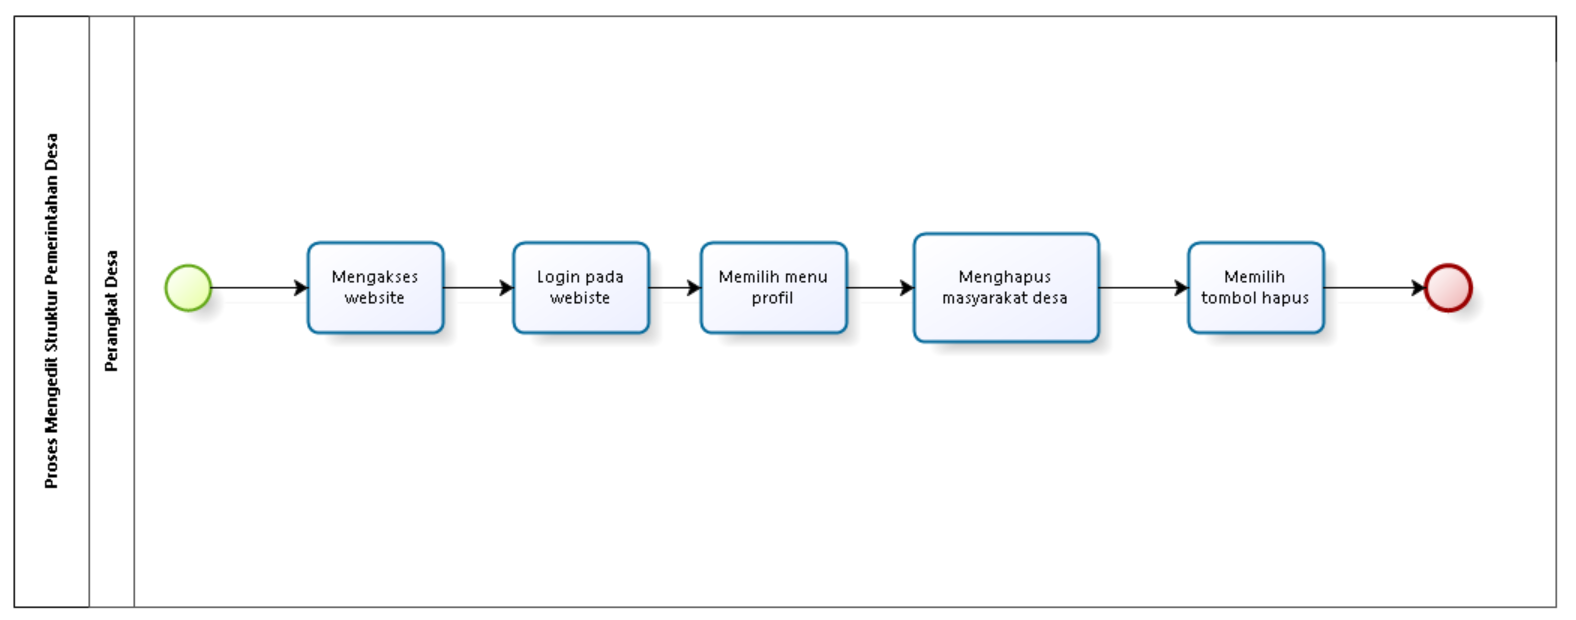 Proses Mengedit Struktur Pemerintahan Desa
Perangkat Desa
Mengakses
website
Login pada
webiste
Memilih menu
profil
Menghapus
masyarakat desa
Memilih
tombol hapus